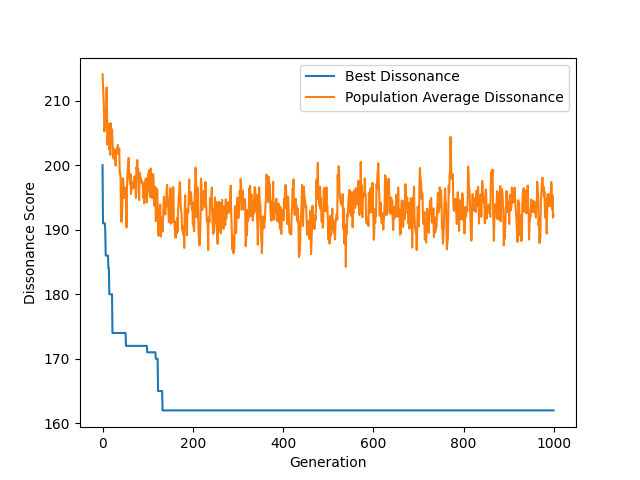 Best Dissonance
Population Average Dissonance
Dissonance Score
210
200
190
180
170
160
0 200 400 600 800 1000
Generation